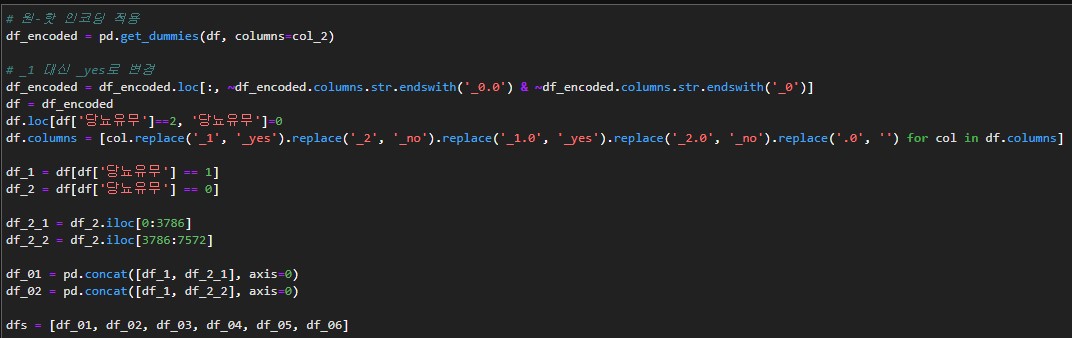 # 원-핫 인코딩 적용
df_encoded = pd.get_dummies(df, columns=col_2)
# _1 대신 _yes로 변경
df_encoded = df_encoded.loc[:, ~df_encoded.columns.str.endswith('_0.0') & ~df_encoded.columns.str.endswith('_0')]
df = df_encoded
df.loc[df['당뇨유무']==2, '당뇨유무']=0
df.columns = [col.replace('_1', '_yes').replace('_2', '_no').replace('_1.0', '_yes').replace('_2.0', '_no').replace('.0', '') for col in df.columns]
df_1 = df[df['당뇨유무'] == 1]
df_2 = df[df['당뇨유무'] == 0]
df_2_1 = df_2.iloc[0:3786]
df_2_2 = df_2.iloc[3786:7572]
df_01 = pd.concat([df_1, df_2_1], axis=0)
df_02 = pd.concat([df_1, df_2_2], axis=0)
dfs = [df_01, df_02, df_03, df_04, df_05, df_06]